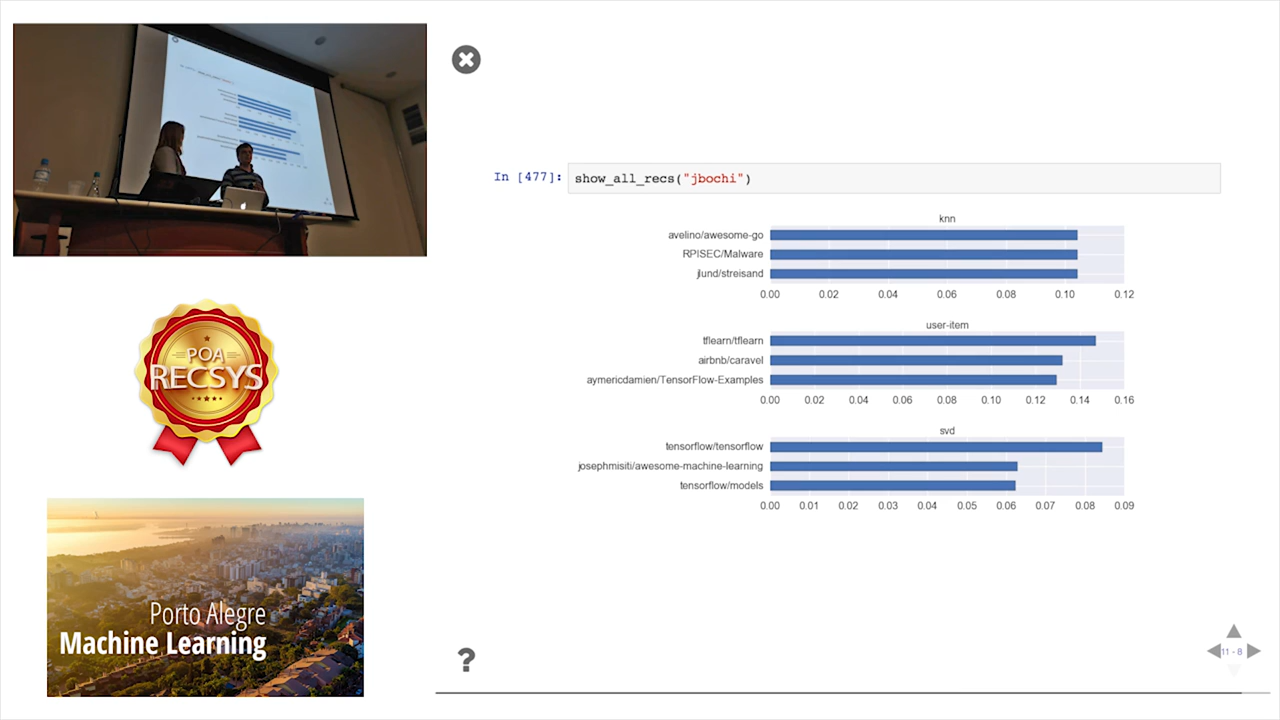 POA
RECSYS
Porto Alegre
Machine Learning
In [477]: show_all_recs("jbochi")
knn
avelino/awesome-go
RPISEC/Malware
jlund/streisand
0.00 0.02 0.04 0.06 0.08 0.10 0.12
user-item
tflearn/tflearn
airbnb/caravel
aymericdamien/TensorFlow-Examples
0.00 0.02 0.04 0.06 0.08 0.10 0.12 0.14 0.16
svd
tensorflow/tensorflow
josephmisiti/awesome-machine-learning
tensorflow/models
0.00 0.01 0.02 0.03 0.04 0.05 0.06 0.07 0.08 0.09
?
11 - 8